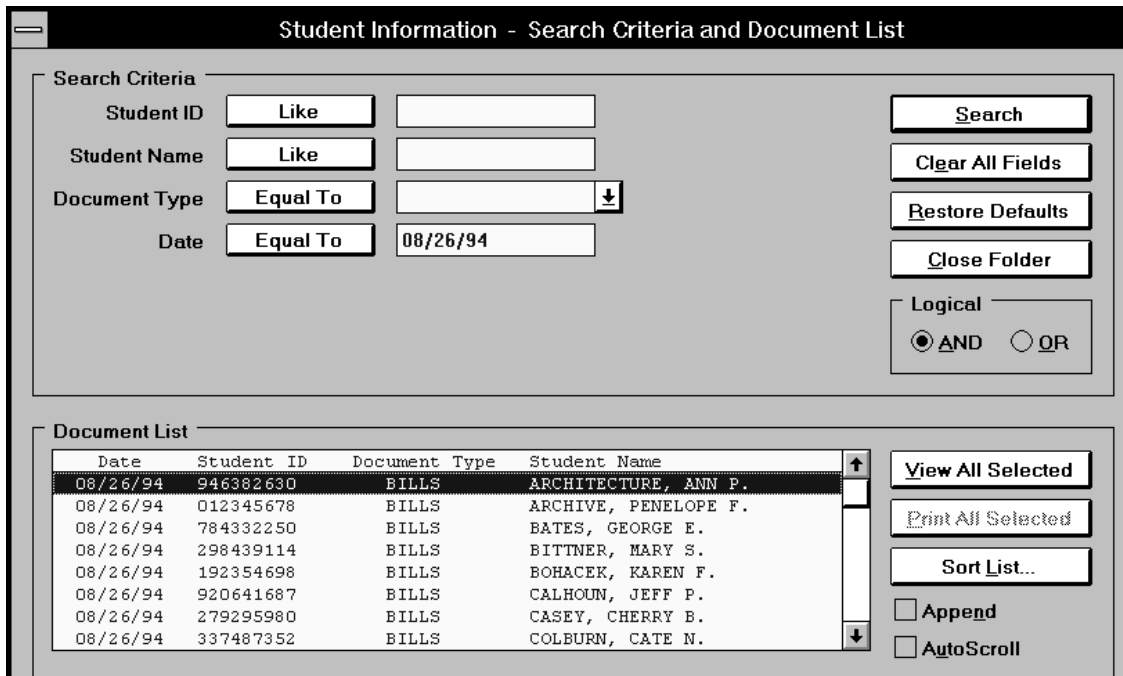 Student Information - Search Criteria and Document List
Search Criteria
Student ID Like
Student Name Like
Document Type Equal To
Date Equal To 08/26/94
Search
Clear All Fields
Restore Defaults
Close Folder
Logical
AND OR
Document List
Date Student ID Document Type Student Name
08/26/94 946382630 BILLS ARCHITECTURE, ANN P.
08/26/94 012345678 BILLS ARCHIVE, PENELOPE F.
08/26/94 784332250 BILLS BATES, GEORGE E.
08/26/94 298439114 BILLS BITTNER, MARY S.
08/26/94 192354698 BILLS BOHACEK, KAREN F.
08/26/94 920641687 BILLS CALHOUN, JEFF P.
08/26/94 279295980 BILLS CASEY, CHERRY B.
08/26/94 337487352 BILLS COLBURN, CATE N.
View All Selected
Print All Selected
Sort List...
Append
AutoScroll